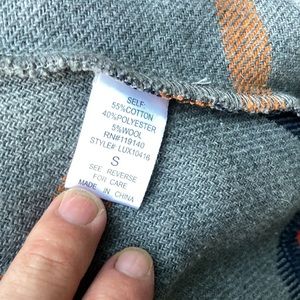 SELF:
55%COTTON
40%POLYESTER
5%WOOL
RN#119140
STYLE# LUX10416
S
SEE REVERSE
FOR CARE
MADE IN CHINA